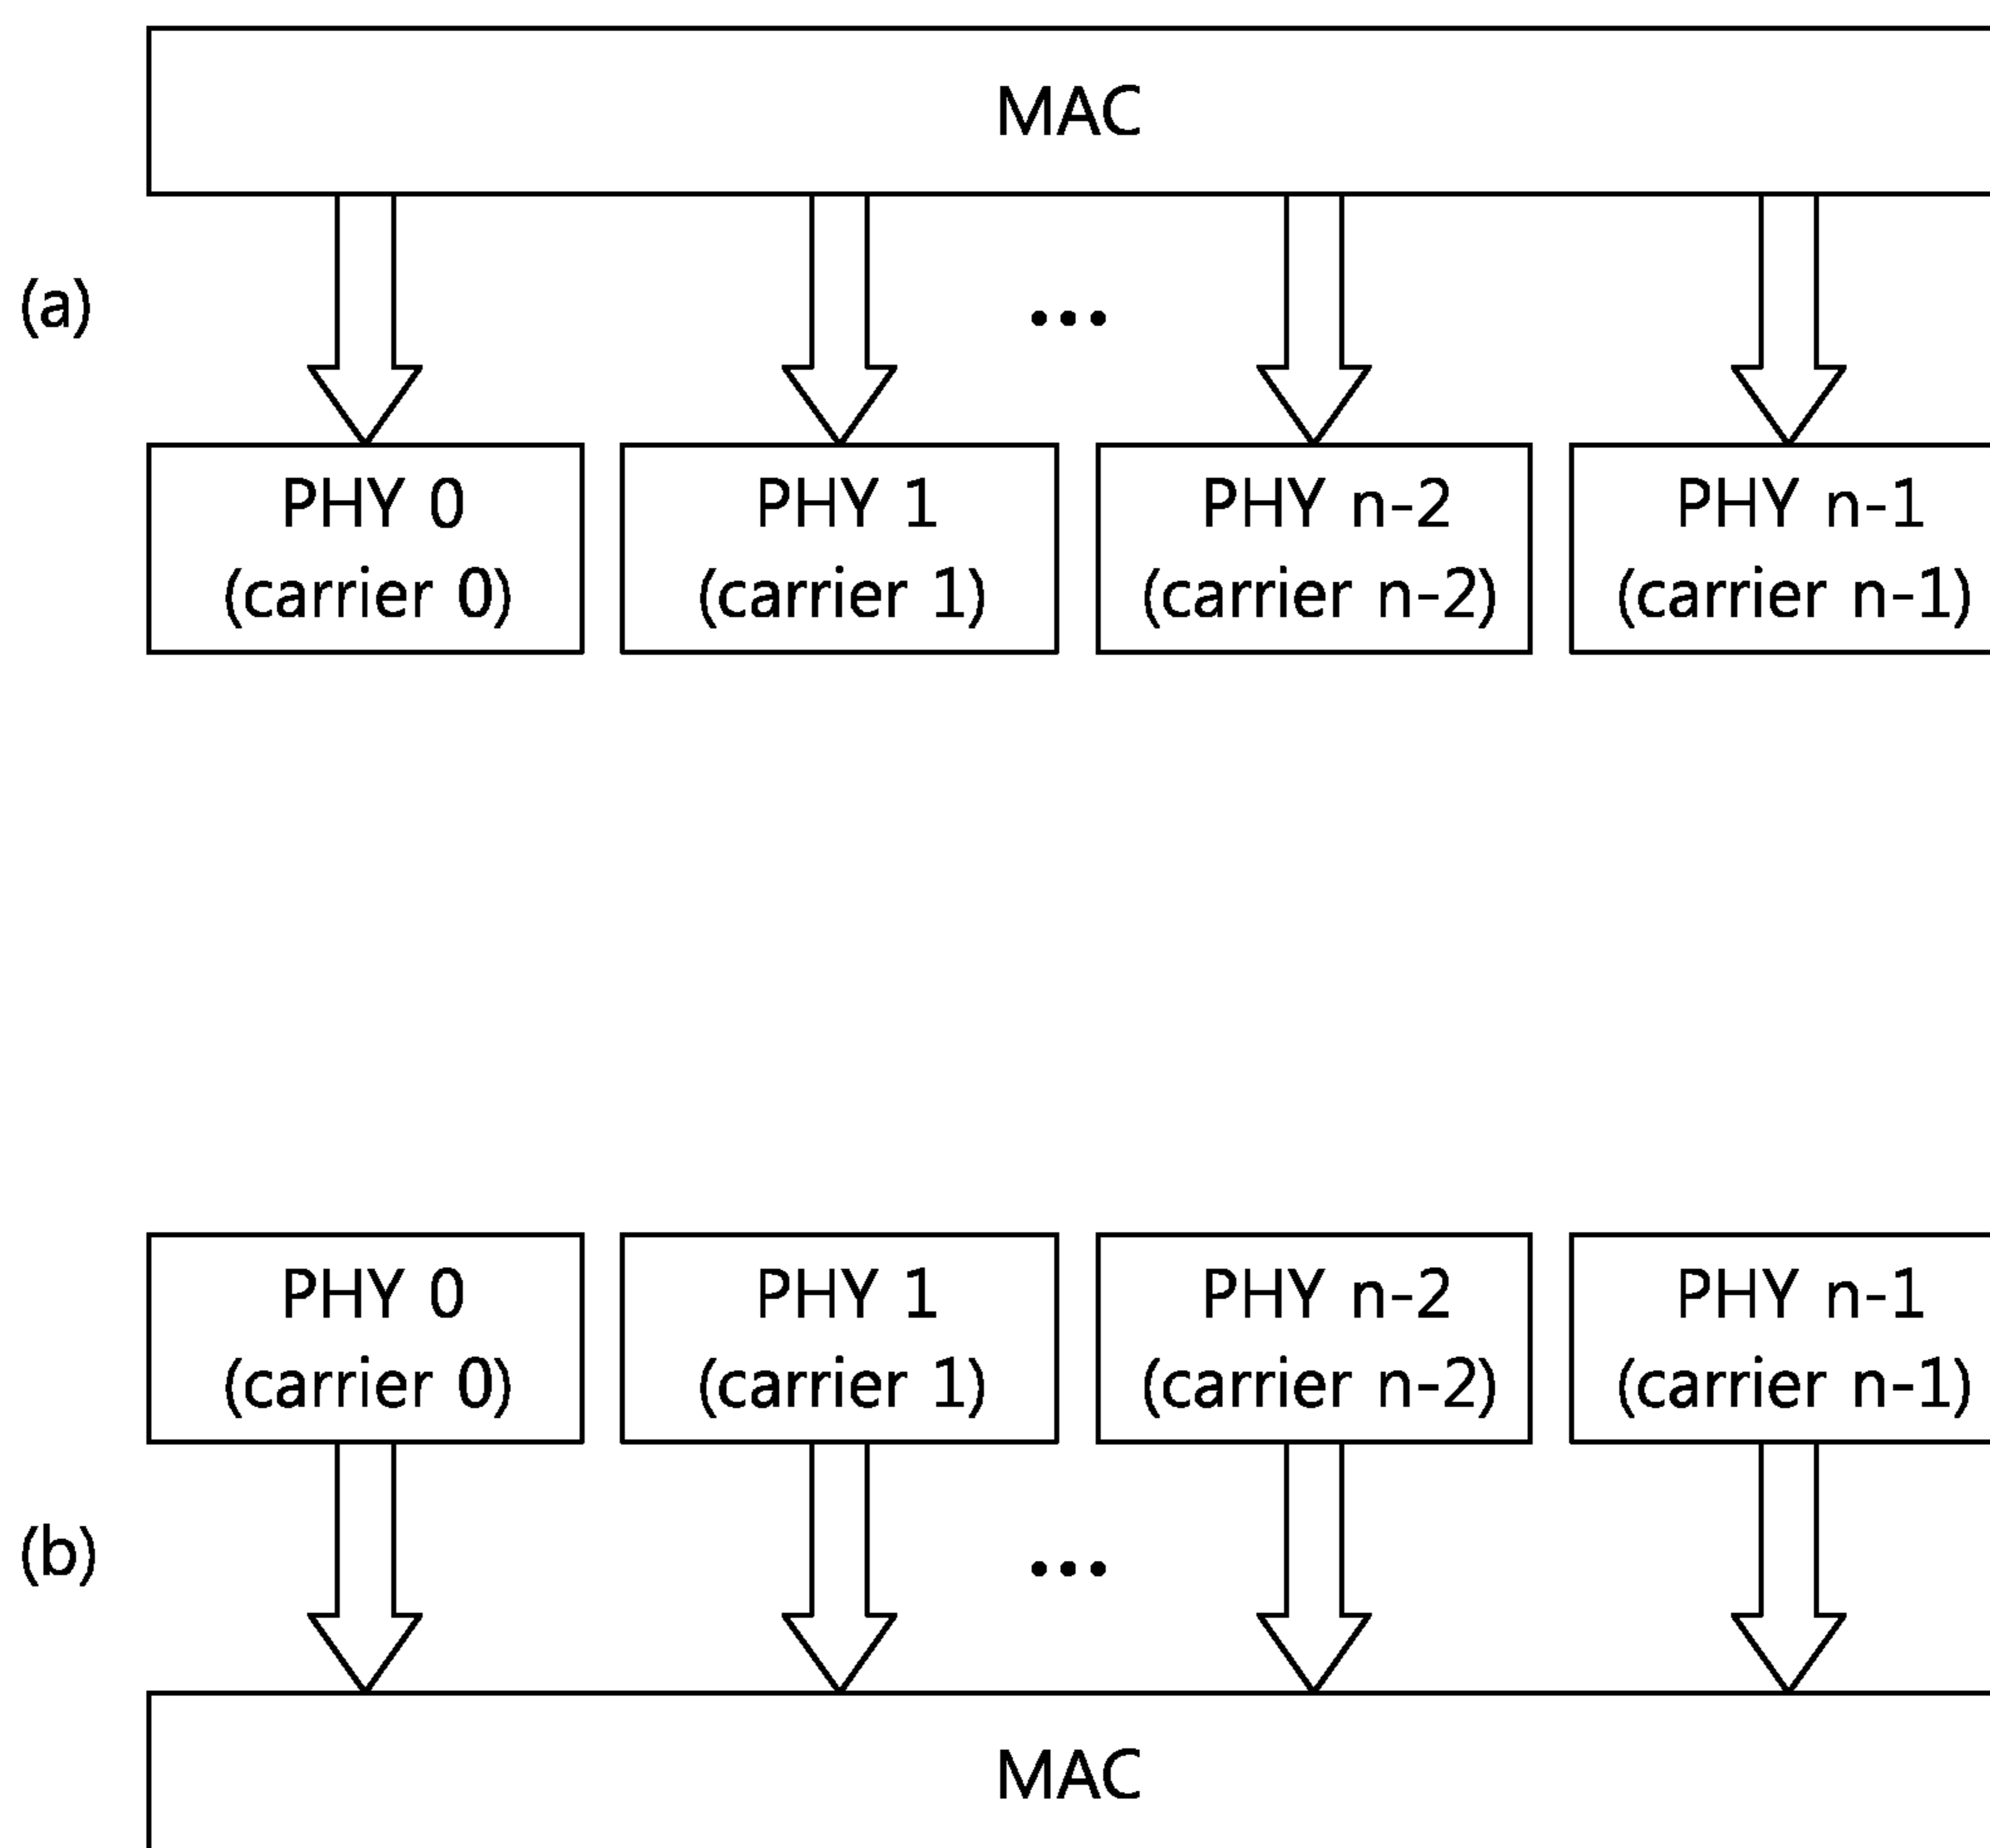 MAC
(a)
...
PHY 0
(carrier 0)
PHY 1
(carrier 1)
PHY n-2
(carrier n-2)
PHY n-1
(carrier n-1)
PHY 0
(carrier 0)
PHY 1
(carrier 1)
PHY n-2
(carrier n-2)
PHY n-1
(carrier n-1)
(b)
...
MAC